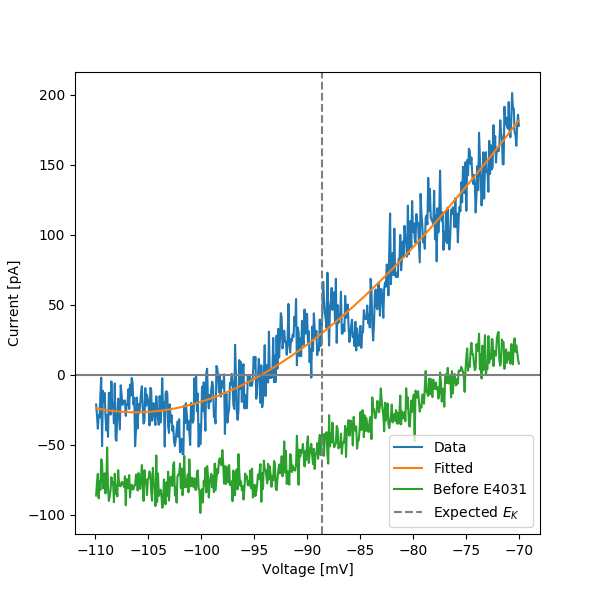 200
150
100
50
0
−50
−100
Current [pA]
−110 −105 −100 −95 −90 −85 −80 −75 −70
Voltage [mV]
Data
Fitted
Before E4031
Expected E_K